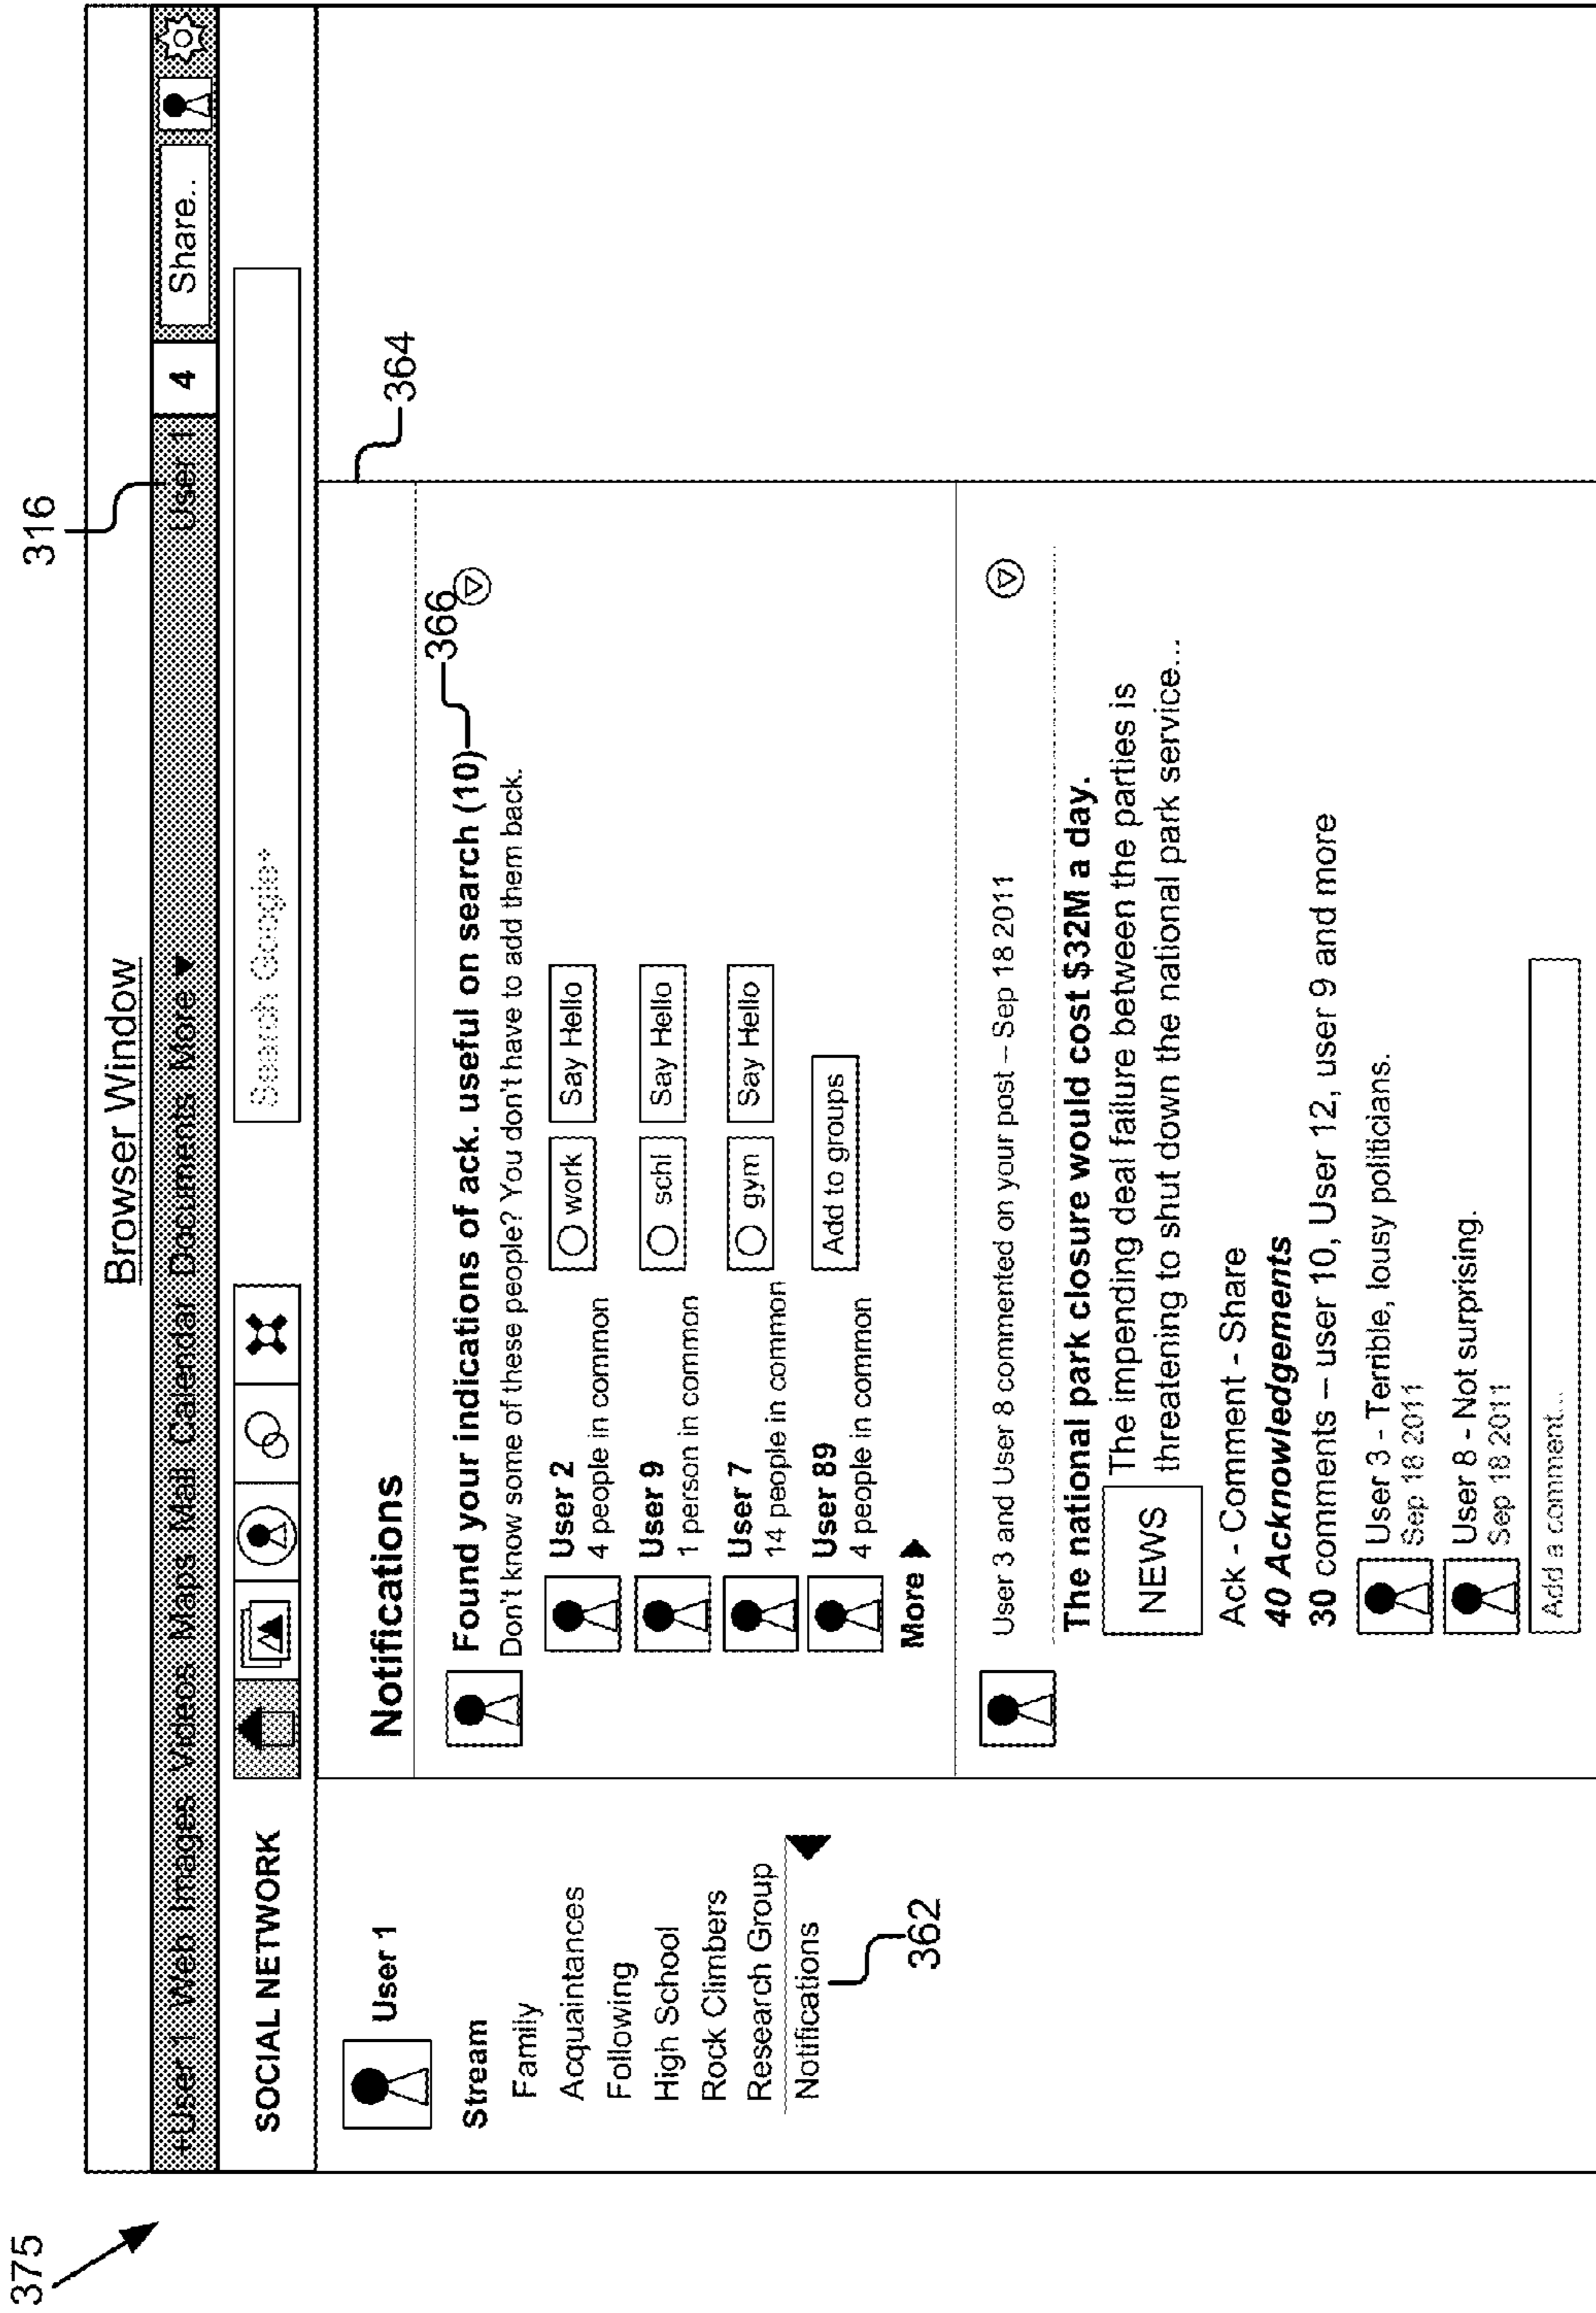 375
316
Browser Window
+User 1 Web Images Videos Maps Mail Calendar Documents More
User 1
4
Share..
SOCIAL NETWORK
Search Google+
364
User 1
Stream
Family
Acquaintances
Following
High School
Rock Climbers
Research Group
Notifications
362
Notifications
366
Found your indications of ack. useful on search (10)
Don't know some of these people? You don't have to add them back.
User 2
4 people in common
work
Say Hello
User 9
1 person in common
schl
Say Hello
User 7
14 people in common
gym
Say Hello
User 89
4 people in common
Add to groups
More
User 3 and User 8 commented on your post – Sep 18 2011
The national park closure would cost $32M a day.
NEWS
The impending deal failure between the parties is
threatening to shut down the national park service...
Ack - Comment - Share
40 Acknowledgements
30 comments – user 10, User 12, user 9 and more
User 3 - Terrible, lousy politicians.
Sep 18 2011
User 8 - Not surprising.
Sep 18 2011
Add a comment...